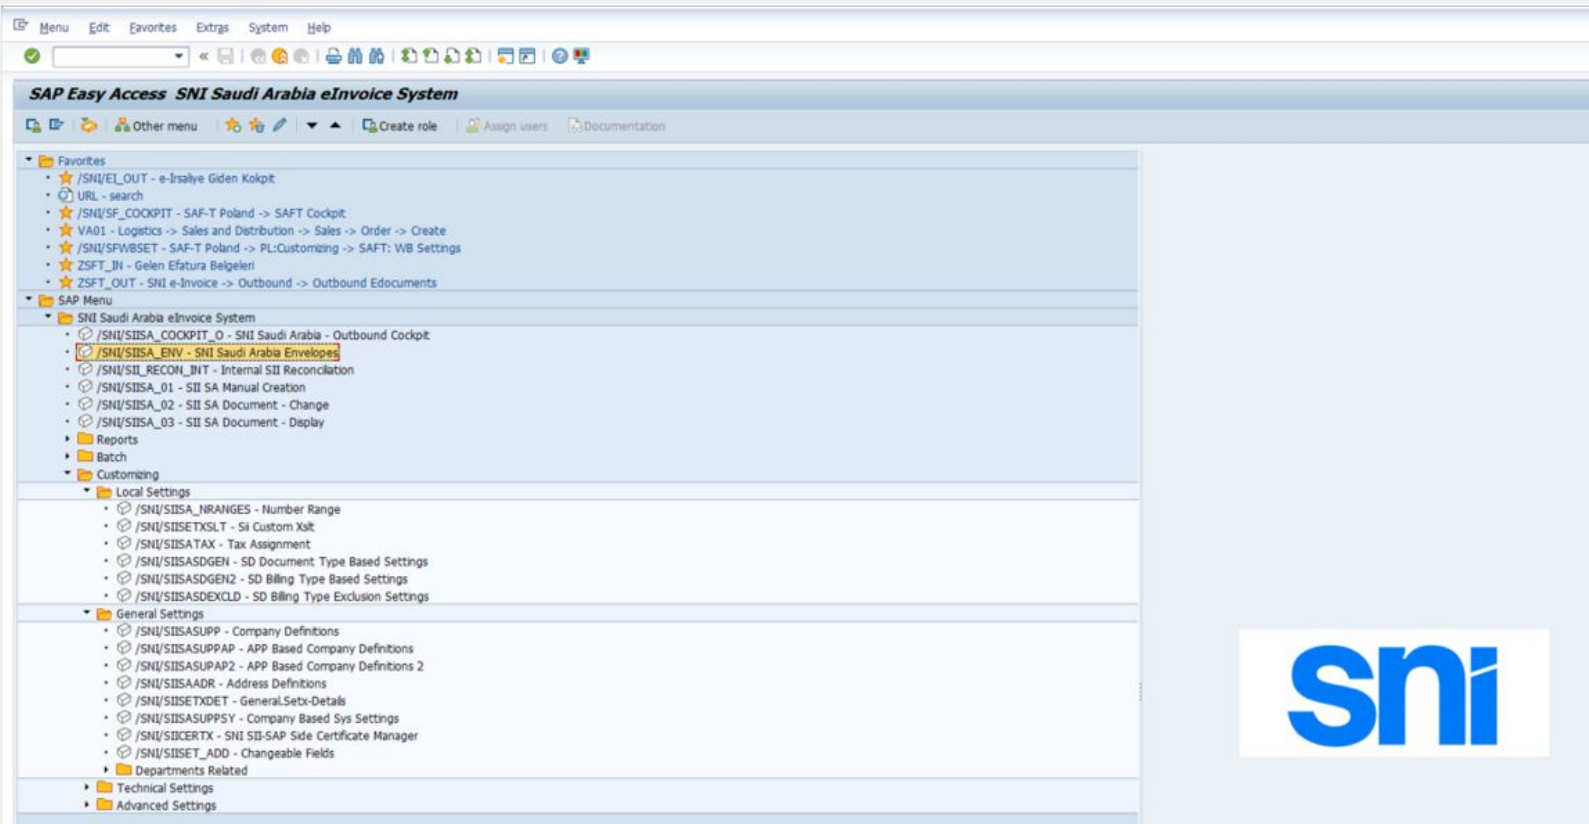 Menu Edit Favorites Extras System Help
SAP Easy Access SNI Saudi Arabia eInvoice System
Other menu Create role Assign users Documentation
Favorites
/SNI/EI_OUT - e-Irsaliye Giden Kokpit
URL - search
/SNI/SF_COCKPIT - SAF-T Poland -> SAFT Cockpit
VA01 - Logistics -> Sales and Distribution -> Sales -> Order -> Create
/SNI/SFWBSET - SAF-T Poland -> PL:Customizing -> SAFT: WB Settings
ZSFT_IN - Gelen Efatura Belgeleri
ZSFT_OUT - SNI e-Invoice -> Outbound -> Outbound Edocuments
SAP Menu
SNI Saudi Arabia eInvoice System
/SNI/SIISA_COCKPIT_O - SNI Saudi Arabia - Outbound Cockpit
/SNI/SIISA_ENV - SNI Saudi Arabia Envelopes
/SNI/SII_RECON_INT - Internal SII Reconciliation
/SNI/SIISA_01 - SII SA Manual Creation
/SNI/SIISA_02 - SII SA Document - Change
/SNI/SIISA_03 - SII SA Document - Display
Reports
Batch
Customizing
Local Settings
/SNI/SIISA_NRANGES - Number Range
/SNI/SIISETXSLT - Sii Custom Xslt
/SNI/SIISATAX - Tax Assignment
/SNI/SIISASDGEN - SD Document Type Based Settings
/SNI/SIISASDGEN2 - SD Billing Type Based Settings
/SNI/SIISASDEXCLD - SD Billing Type Exclusion Settings
General Settings
/SNI/SIISASUPP - Company Definitions
/SNI/SIISASUPPAP - APP Based Company Definitions
/SNI/SIISASUPAP2 - APP Based Company Definitions 2
/SNI/SIISAADR - Address Definitions
/SNI/SIISETXDET - General.Setx-Details
/SNI/SIISASUPPSY - Company Based Sys Settings
/SNI/SIICERTX - SNI SII-SAP Side Certificate Manager
/SNI/SIISET_ADD - Changeable Fields
Departments Related
Technical Settings
Advanced Settings
sni